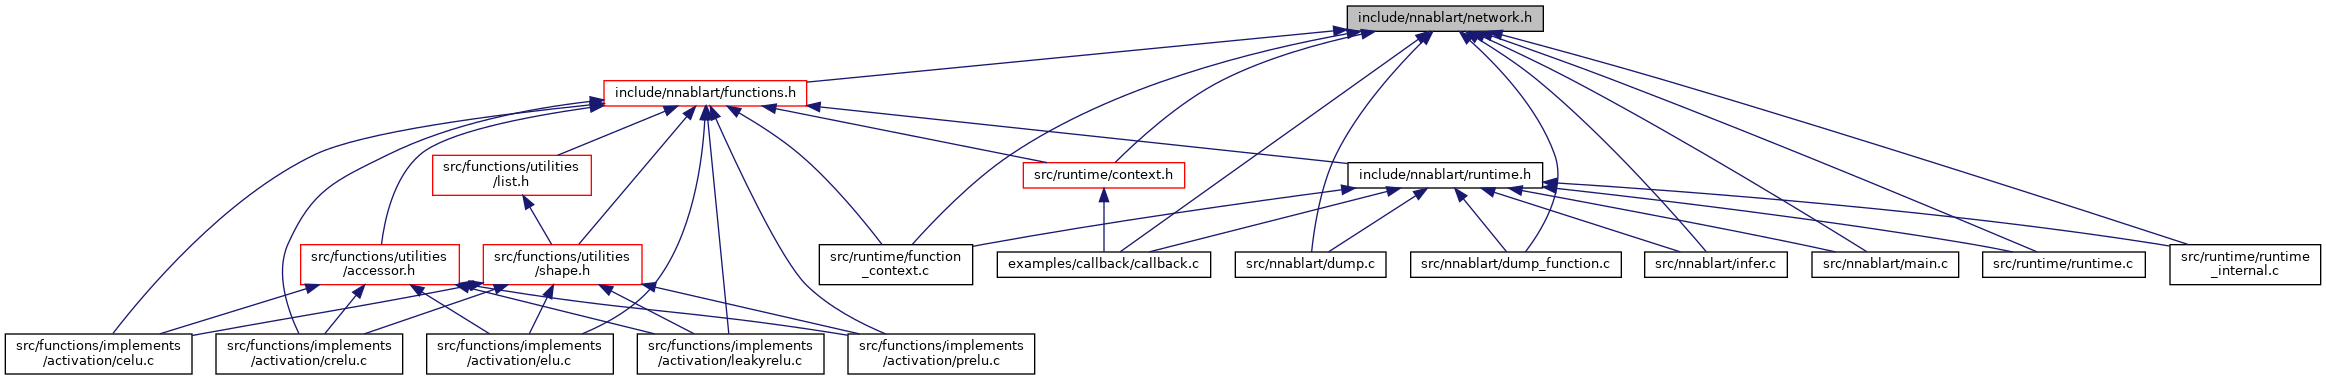 include/nnablart/network.h
include/nnablart/functions.h
src/functions/utilities
/list.h
src/runtime/context.h
include/nnablart/runtime.h
src/functions/utilities
/accessor.h
src/functions/utilities
/shape.h
src/runtime/function
_context.c
examples/callback/callback.c
src/nnablart/dump.c
src/nnablart/dump_function.c
src/nnablart/infer.c
src/nnablart/main.c
src/runtime/runtime.c
src/runtime/runtime
_internal.c
src/functions/implements
/activation/celu.c
src/functions/implements
/activation/crelu.c
src/functions/implements
/activation/elu.c
src/functions/implements
/activation/leakyrelu.c
src/functions/implements
/activation/prelu.c